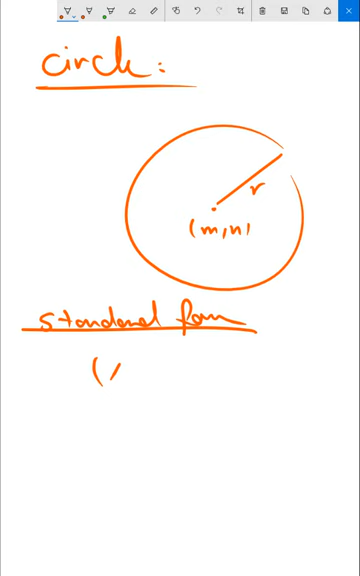 circle:
r
(m,n)
standard form
(